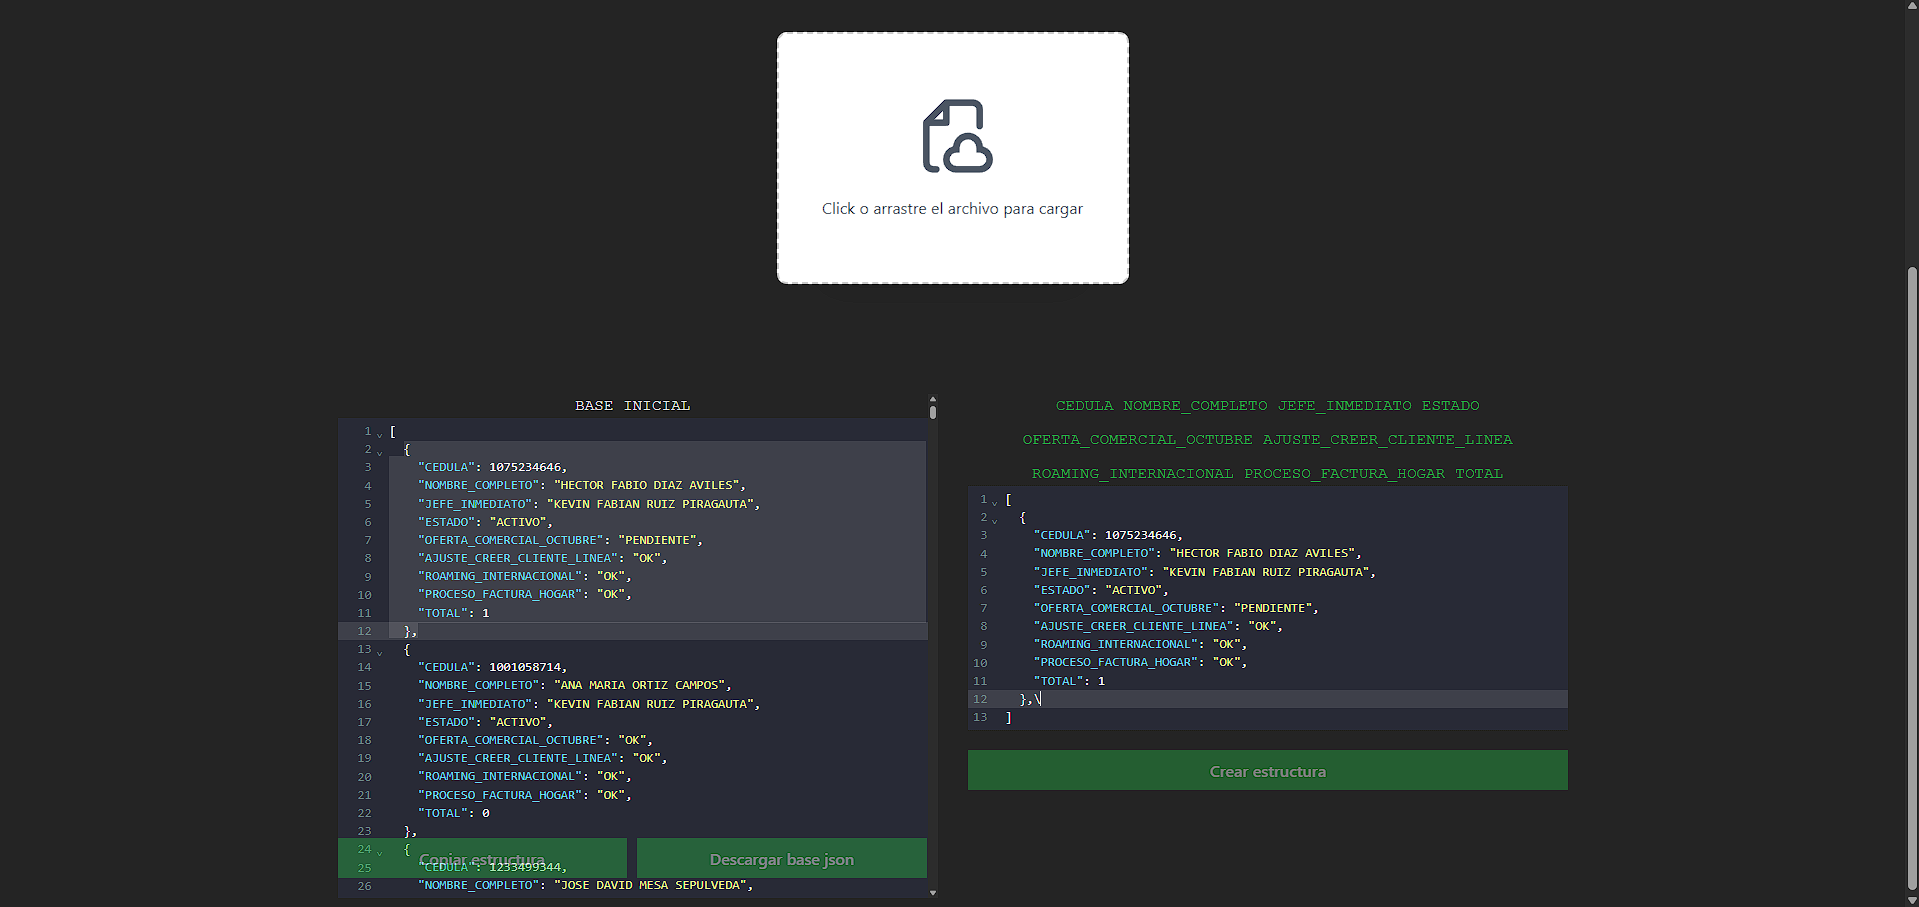 Click o arrastre el archivo para cargar
BASE INICIAL
1 [
2 {
3 "CEDULA": 1075234646,
4 "NOMBRE_COMPLETO": "HECTOR FABIO DIAZ AVILES",
5 "JEFE_INMEDIATO": "KEVIN FABIAN RUIZ PIRAGAUTA",
6 "ESTADO": "ACTIVO",
7 "OFERTA_COMERCIAL_OCTUBRE": "PENDIENTE",
8 "AJUSTE_CREER_CLIENTE_LINEA": "OK",
9 "ROAMING_INTERNACIONAL": "OK",
10 "PROCESO_FACTURA_HOGAR": "OK",
11 "TOTAL": 1
12 },
13 {
14 "CEDULA": 1001058714,
15 "NOMBRE_COMPLETO": "ANA MARIA ORTIZ CAMPOS",
16 "JEFE_INMEDIATO": "KEVIN FABIAN RUIZ PIRAGAUTA",
17 "ESTADO": "ACTIVO",
18 "OFERTA_COMERCIAL_OCTUBRE": "OK",
19 "AJUSTE_CREER_CLIENTE_LINEA": "OK",
20 "ROAMING_INTERNACIONAL": "OK",
21 "PROCESO_FACTURA_HOGAR": "OK",
22 "TOTAL": 0
23 },
24 {
25 "CEDULA": 1233499344,
26 "NOMBRE_COMPLETO": "JOSE DAVID MESA SEPULVEDA",
Copiar estructura
Descargar base json
CEDULA NOMBRE_COMPLETO JEFE_INMEDIATO ESTADO
OFERTA_COMERCIAL_OCTUBRE AJUSTE_CREER_CLIENTE_LINEA
ROAMING_INTERNACIONAL PROCESO_FACTURA_HOGAR TOTAL
1 [
2 {
3 "CEDULA": 1075234646,
4 "NOMBRE_COMPLETO": "HECTOR FABIO DIAZ AVILES",
5 "JEFE_INMEDIATO": "KEVIN FABIAN RUIZ PIRAGAUTA",
6 "ESTADO": "ACTIVO",
7 "OFERTA_COMERCIAL_OCTUBRE": "PENDIENTE",
8 "AJUSTE_CREER_CLIENTE_LINEA": "OK",
9 "ROAMING_INTERNACIONAL": "OK",
10 "PROCESO_FACTURA_HOGAR": "OK",
11 "TOTAL": 1
12 },\
13 ]
Crear estructura